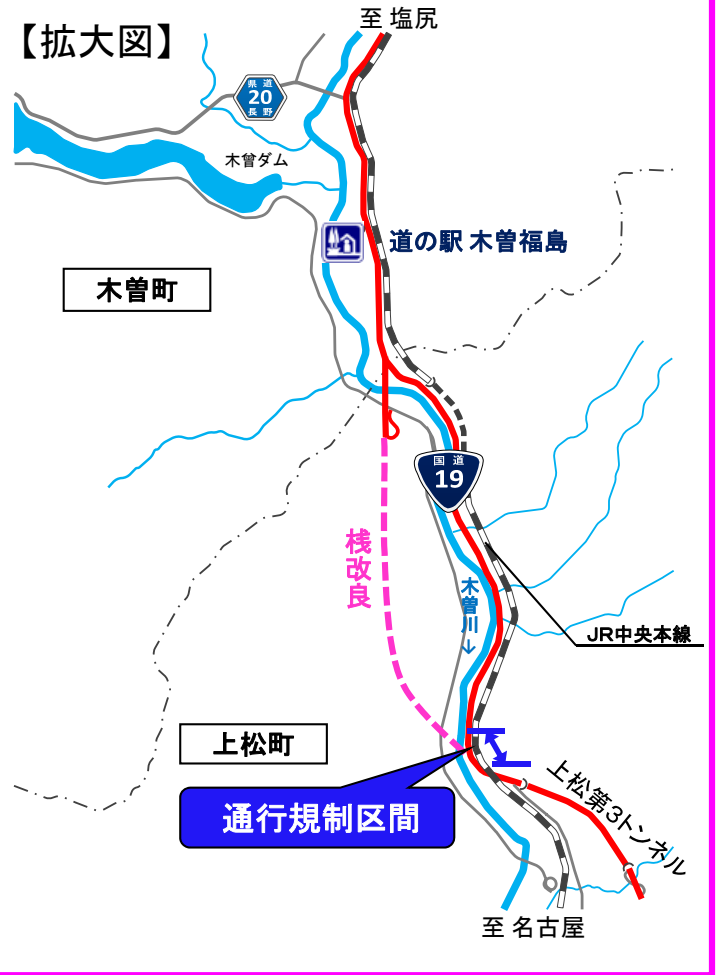 至 塩尻
【拡大図】
県道
20
長野
木曽ダム
道の駅 木曽福島
木曽町
国道
19
桟改良
木曽川→
JR中央本線
上松町
上松第3トンネル
通行規制区間
至 名古屋